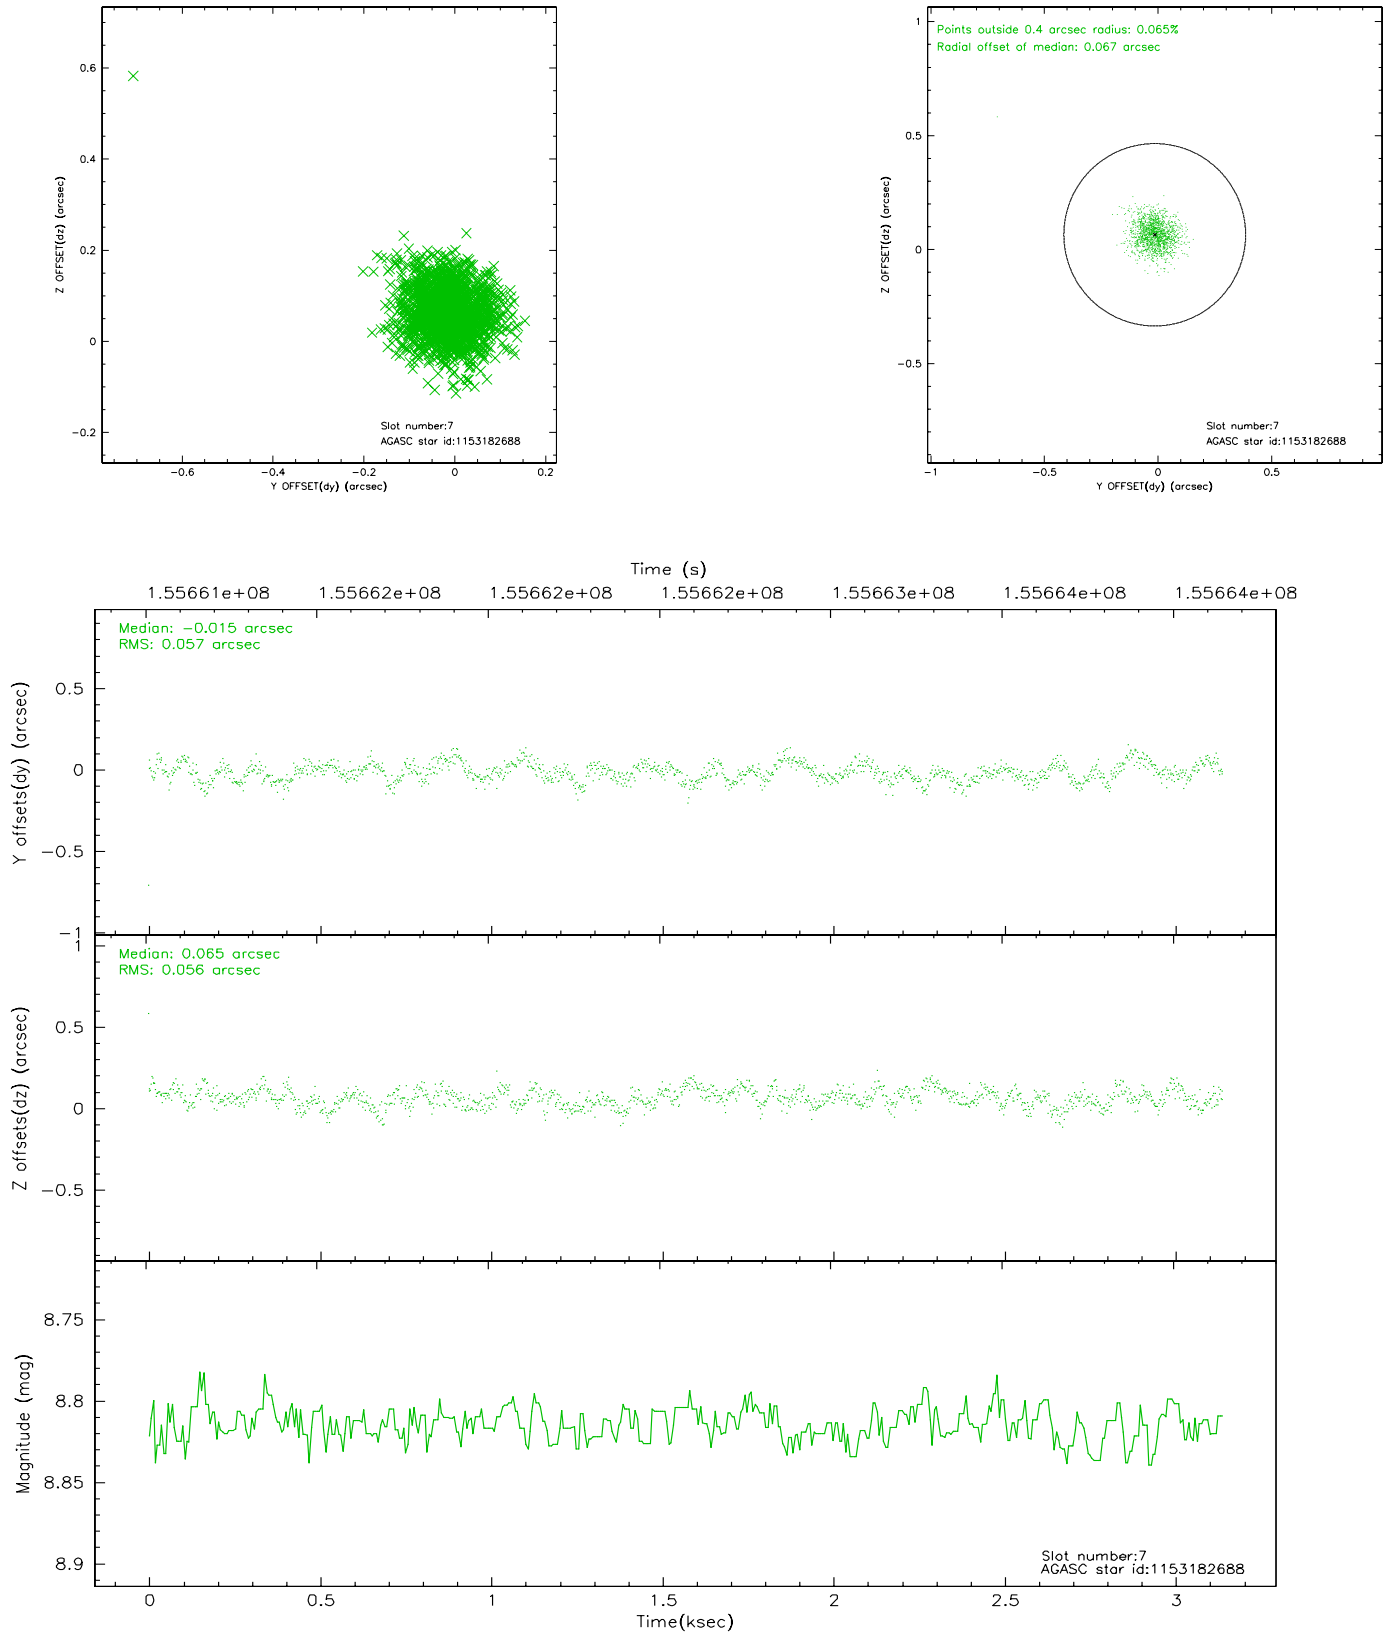 0.6
0.4
0.2
0
−0.2
Z OFFSET(dz) (arcsec)
Slot number:7
AGASC star id:1153182688
−0.6 −0.4 −0.2 0 0.2
Y OFFSET(dy) (arcsec)
Points outside 0.4 arcsec radius: 0.065%
Radial offset of median: 0.067 arcsec
1
0.5
0
−0.5
Z OFFSET(dz) (arcsec)
Slot number:7
AGASC star id:1153182688
−1 −0.5 0 0.5
Y OFFSET(dy) (arcsec)
Time (s)
1.55661e+08 1.55662e+08 1.55662e+08 1.55662e+08 1.55663e+08 1.55664e+08 1.55664e+08
Median: −0.015 arcsec
RMS: 0.057 arcsec
0.5
0
−0.5
−1
Y offsets(dy) (arcsec)
Median: 0.065 arcsec
RMS: 0.056 arcsec
1
0.5
0
−0.5
Z offsets(dz) (arcsec)
8.75
8.8
8.85
8.9
Magnitude (mag)
Slot number:7
AGASC star id:1153182688
0 0.5 1 1.5 2 2.5 3
Time(ksec)